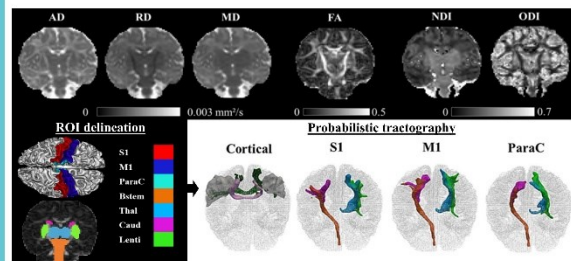 AD RD MD FA NDI ODI
0 0.003 mm²/s 0 0.5 0 0.7
ROI delineation
S1
M1
ParaC
Bstem
Thal
Caud
Lenti
Probabilistic tractography
Cortical S1 M1 ParaC